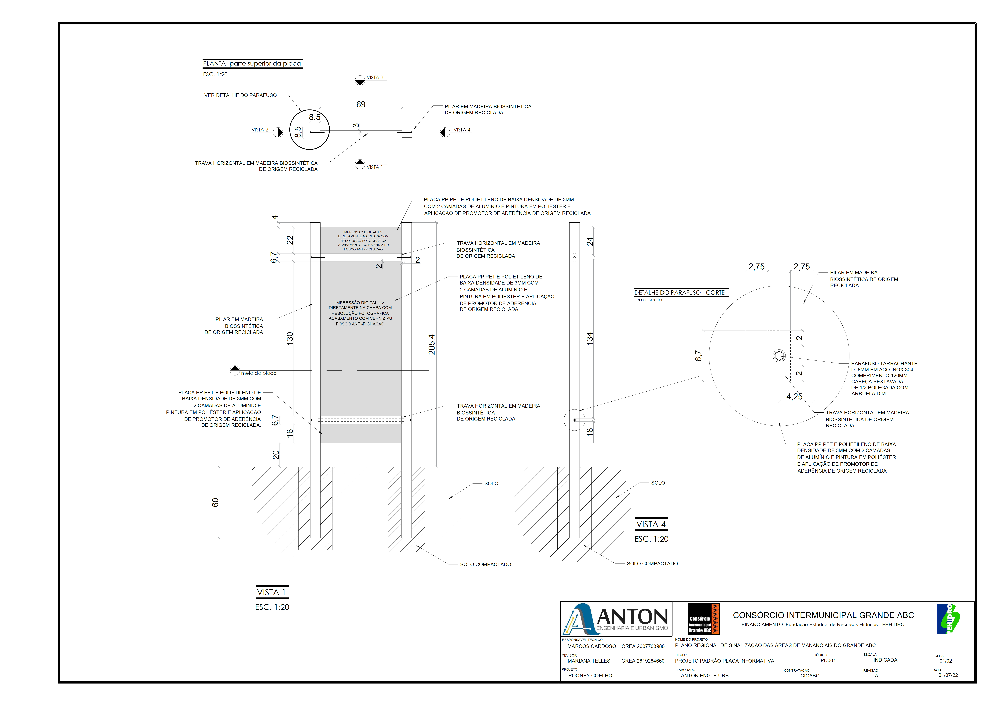 PLANTA- parte superior da placa
ESC. 1:20
VISTA 3
VER DETALHE DO PARAFUSO
69
8,5
8,5
3
PILAR EM MADEIRA BIOSSINTÉTICA
DE ORIGEM RECICLADA
VISTA 2
VISTA 4
TRAVA HORIZONTAL EM MADEIRA BIOSSINTÉTICA
DE ORIGEM RECICLADA
VISTA 1
PLACA PP PET E POLIETILENO DE BAIXA DENSIDADE DE 3MM
COM 2 CAMADAS DE ALUMÍNIO E PINTURA EM POLIÉSTER E
APLICAÇÃO DE PROMOTOR DE ADERÊNCIA DE ORIGEM RECICLADA
4
22
6,7
IMPRESSÃO DIGITAL UV,
DIRETAMENTE NA CHAPA COM
RESOLUÇÃO FOTOGRÁFICA
ACABAMENTO COM VERNIZ PU
FOSCO ANTI-PICHAÇÃO
TRAVA HORIZONTAL EM MADEIRA
BIOSSINTÉTICA
DE ORIGEM RECICLADA
2
2
PLACA PP PET E POLIETILENO DE
BAIXA DENSIDADE DE 3MM COM
2 CAMADAS DE ALUMÍNIO E
PINTURA EM POLIÉSTER E APLICAÇÃO
DE PROMOTOR DE ADERÊNCIA
DE ORIGEM RECICLADA.
IMPRESSÃO DIGITAL UV,
DIRETAMENTE NA CHAPA COM
RESOLUÇÃO FOTOGRÁFICA
ACABAMENTO COM VERNIZ PU
FOSCO ANTI-PICHAÇÃO
PILAR EM MADEIRA
BIOSSINTÉTICA
DE ORIGEM RECICLADA
130
205,4
meio da placa
PLACA PP PET E POLIETILENO DE
BAIXA DENSIDADE DE 3MM COM
2 CAMADAS DE ALUMÍNIO E
PINTURA EM POLIÉSTER E APLICAÇÃO
DE PROMOTOR DE ADERÊNCIA
DE ORIGEM RECICLADA.
6,7
16
20
60
TRAVA HORIZONTAL EM MADEIRA
BIOSSINTÉTICA
DE ORIGEM RECICLADA
SOLO
SOLO COMPACTADO
VISTA 1
ESC. 1:20
24
134
18
SOLO
SOLO COMPACTADO
VISTA 4
ESC. 1:20
DETALHE DO PARAFUSO - CORTE
sem escala
2,75
2,75
PILAR EM MADEIRA
BIOSSINTÉTICA DE ORIGEM
RECICLADA
6,7
2
2
4,25
PARAFUSO TARRACHANTE
D=8MM EM AÇO INOX 304,
COMPRIMENTO 120MM,
CABEÇA SEXTAVADA
DE 1/2 POLEGADA COM
ARRUELA.DIM
TRAVA HORIZONTAL EM MADEIRA
BIOSSINTÉTICA DE ORIGEM
RECICLADA
PLACA PP PET E POLIETILENO DE BAIXA
DENSIDADE DE 3MM COM 2 CAMADAS
DE ALUMÍNIO E PINTURA EM POLIÉSTER
E APLICAÇÃO DE PROMOTOR DE
ADERÊNCIA DE ORIGEM RECICLADA
ANTON
ENGENHARIA E URBANISMO
Consórcio
Intermunicipal
Grande ABC
CONSÓRCIO INTERMUNICIPAL GRANDE ABC
FINANCIAMENTO: Fundação Estadual de Recursos Hídricos - FEHIDRO
FEHIDRO
RESPONSÁVEL TÉCNICO
MARCOS CARDOSO CREA 2607703980
NOME DO PROJETO
PLANO REGIONAL DE SINALIZAÇÃO DAS ÁREAS DE MANANCIAIS DO GRANDE ABC
REVISOR
MARIANA TELLES CREA 2619284660
TÍTULO
PROJETO PADRÃO PLACA INFORMATIVA
CÓDIGO
PD001
ESCALA
INDICADA
FOLHA
01/02
PROJETO
ROONEY COELHO
ELABORADO
ANTON ENG. E URB.
CONTRATAÇÃO
CIGABC
REVISÃO
A
DATA
01/07/22